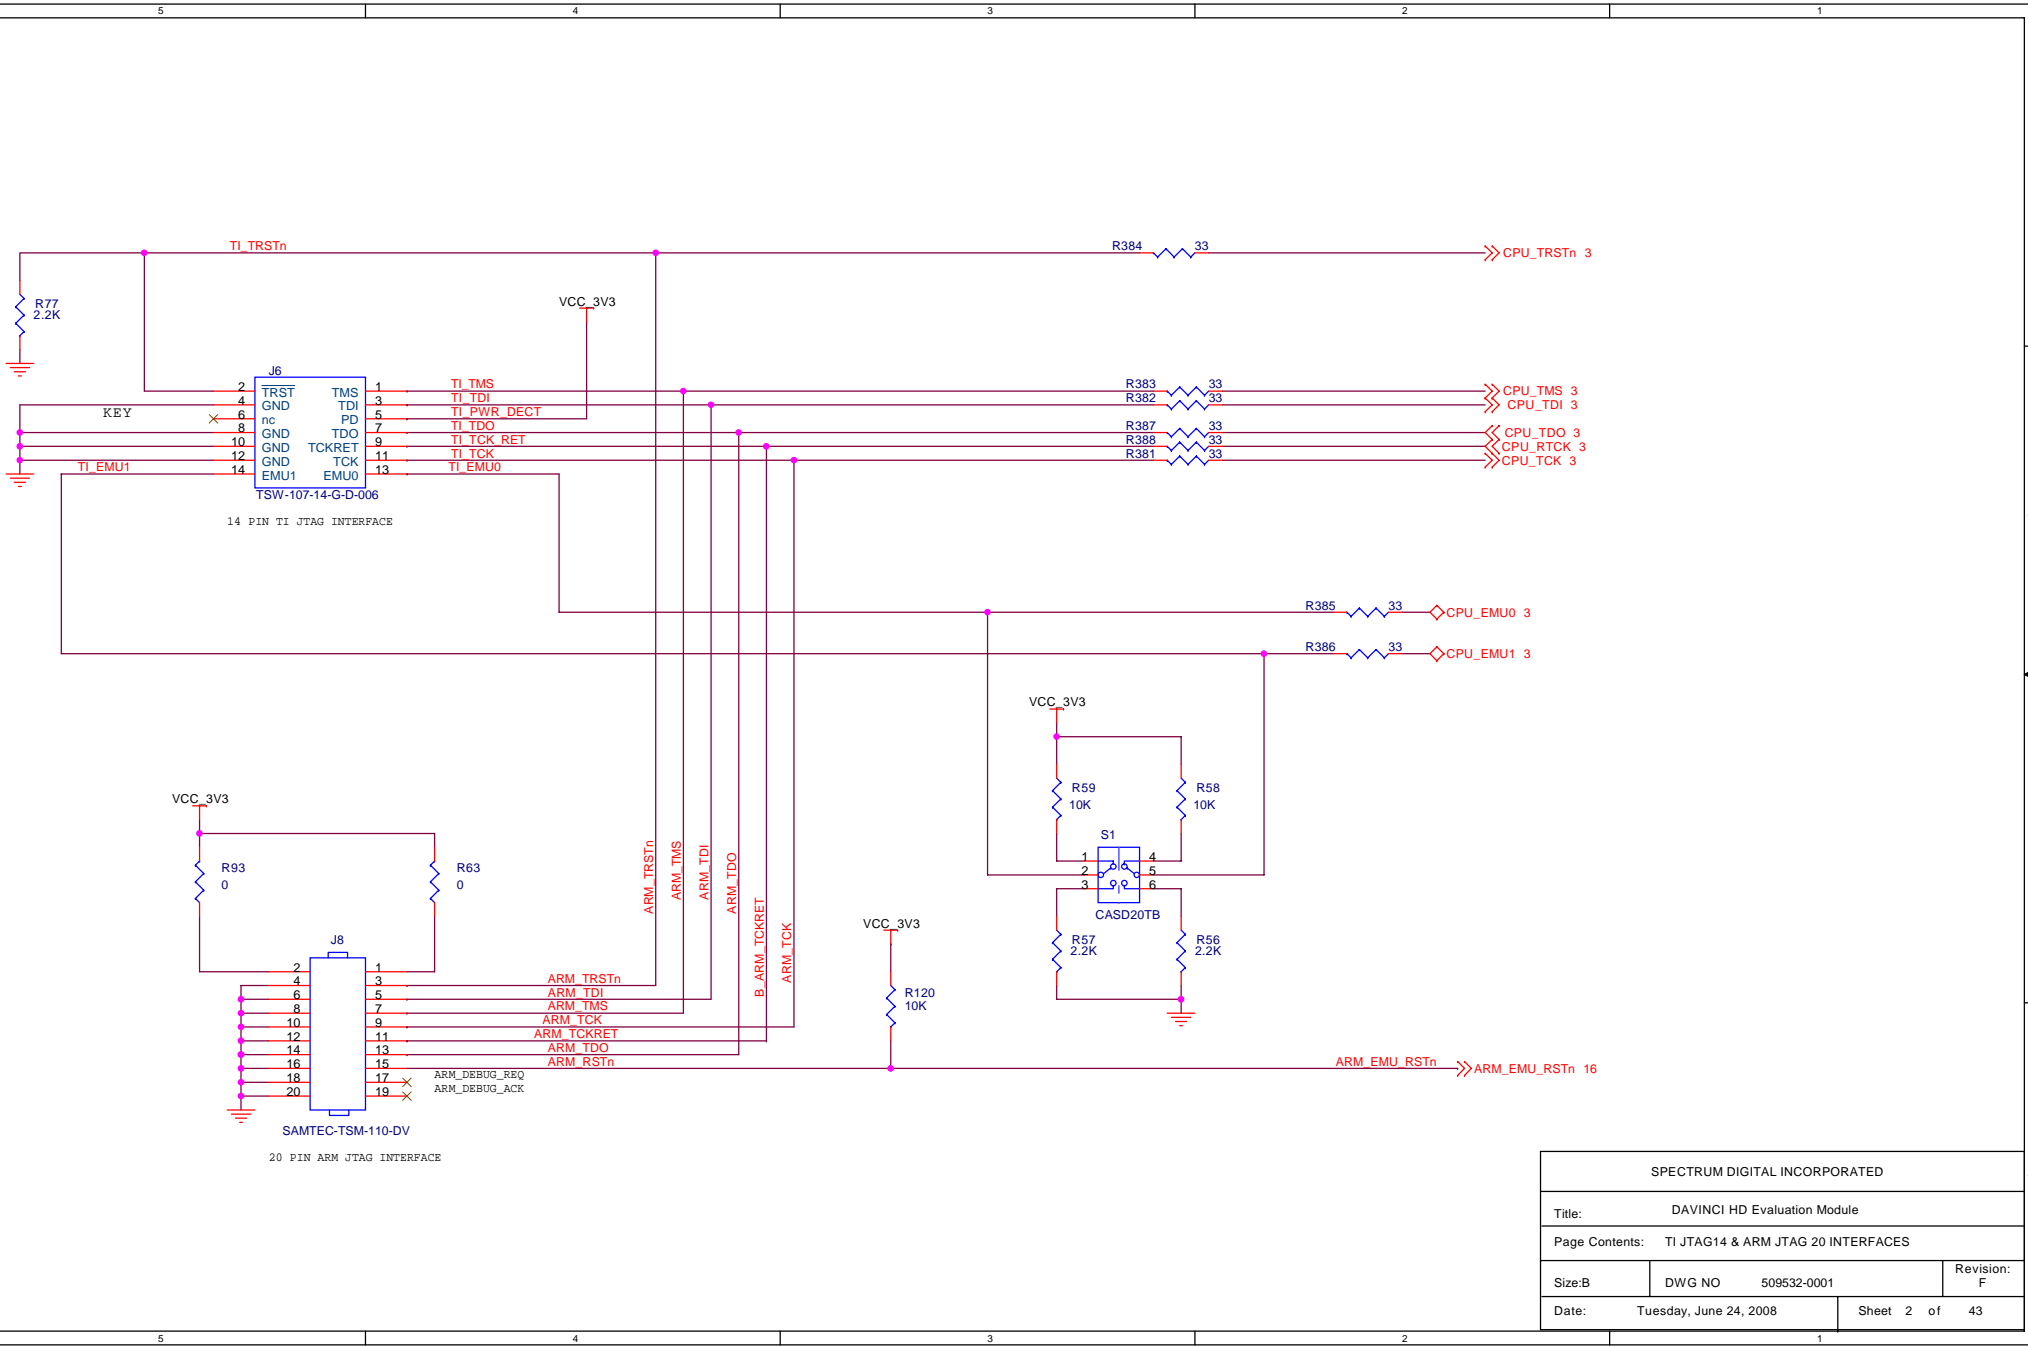 5 4 3 2 1
TI_TRSTn
R384 33
CPU_TRSTn 3
R77
2.2K
VCC_3V3
J6
2 TRST TMS 1 TI_TMS R383 33 CPU_TMS 3
4 GND TDI 3 TI_TDI R382 33 CPU_TDI 3
KEY 6 nc PD 5 TI_PWR_DECT
8 GND TDO 7 TI_TDO R387 33 CPU_TDO 3
10 GND TCKRET 9 TI_TCK_RET R388 33 CPU_RTCK 3
12 GND TCK 11 TI_TCK R381 33 CPU_TCK 3
TI_EMU1 14 EMU1 EMU0 13 TI_EMU0
TSW-107-14-G-D-006
14 PIN TI JTAG INTERFACE
R385 33 CPU_EMU0 3
R386 33 CPU_EMU1 3
VCC_3V3
R59
10K
R58
10K
S1
1 4
2 5
3 6
CASD20TB
R57
2.2K
R56
2.2K
VCC_3V3
R93
0
R63
0
ARM_TRSTn
ARM_TMS
ARM_TDI
ARM_TDO
B_ARM_TCKRET
ARM_TCK
VCC_3V3
R120
10K
J8
2 1
4 3 ARM_TRSTn
6 5 ARM_TDI
8 7 ARM_TMS
10 9 ARM_TCK
12 11 ARM_TCKRET
14 13 ARM_TDO
16 15 ARM_RSTn ARM_EMU_RSTn ARM_EMU_RSTn 16
18 17 ARM_DEBUG_REQ
20 19 ARM_DEBUG_ACK
SAMTEC-TSM-110-DV
20 PIN ARM JTAG INTERFACE
SPECTRUM DIGITAL INCORPORATED
Title: DAVINCI HD Evaluation Module
Page Contents: TI JTAG14 & ARM JTAG 20 INTERFACES
Size:B DWG NO 509532-0001 Revision: F
Date: Tuesday, June 24, 2008 Sheet 2 of 43
5 4 3 2 1